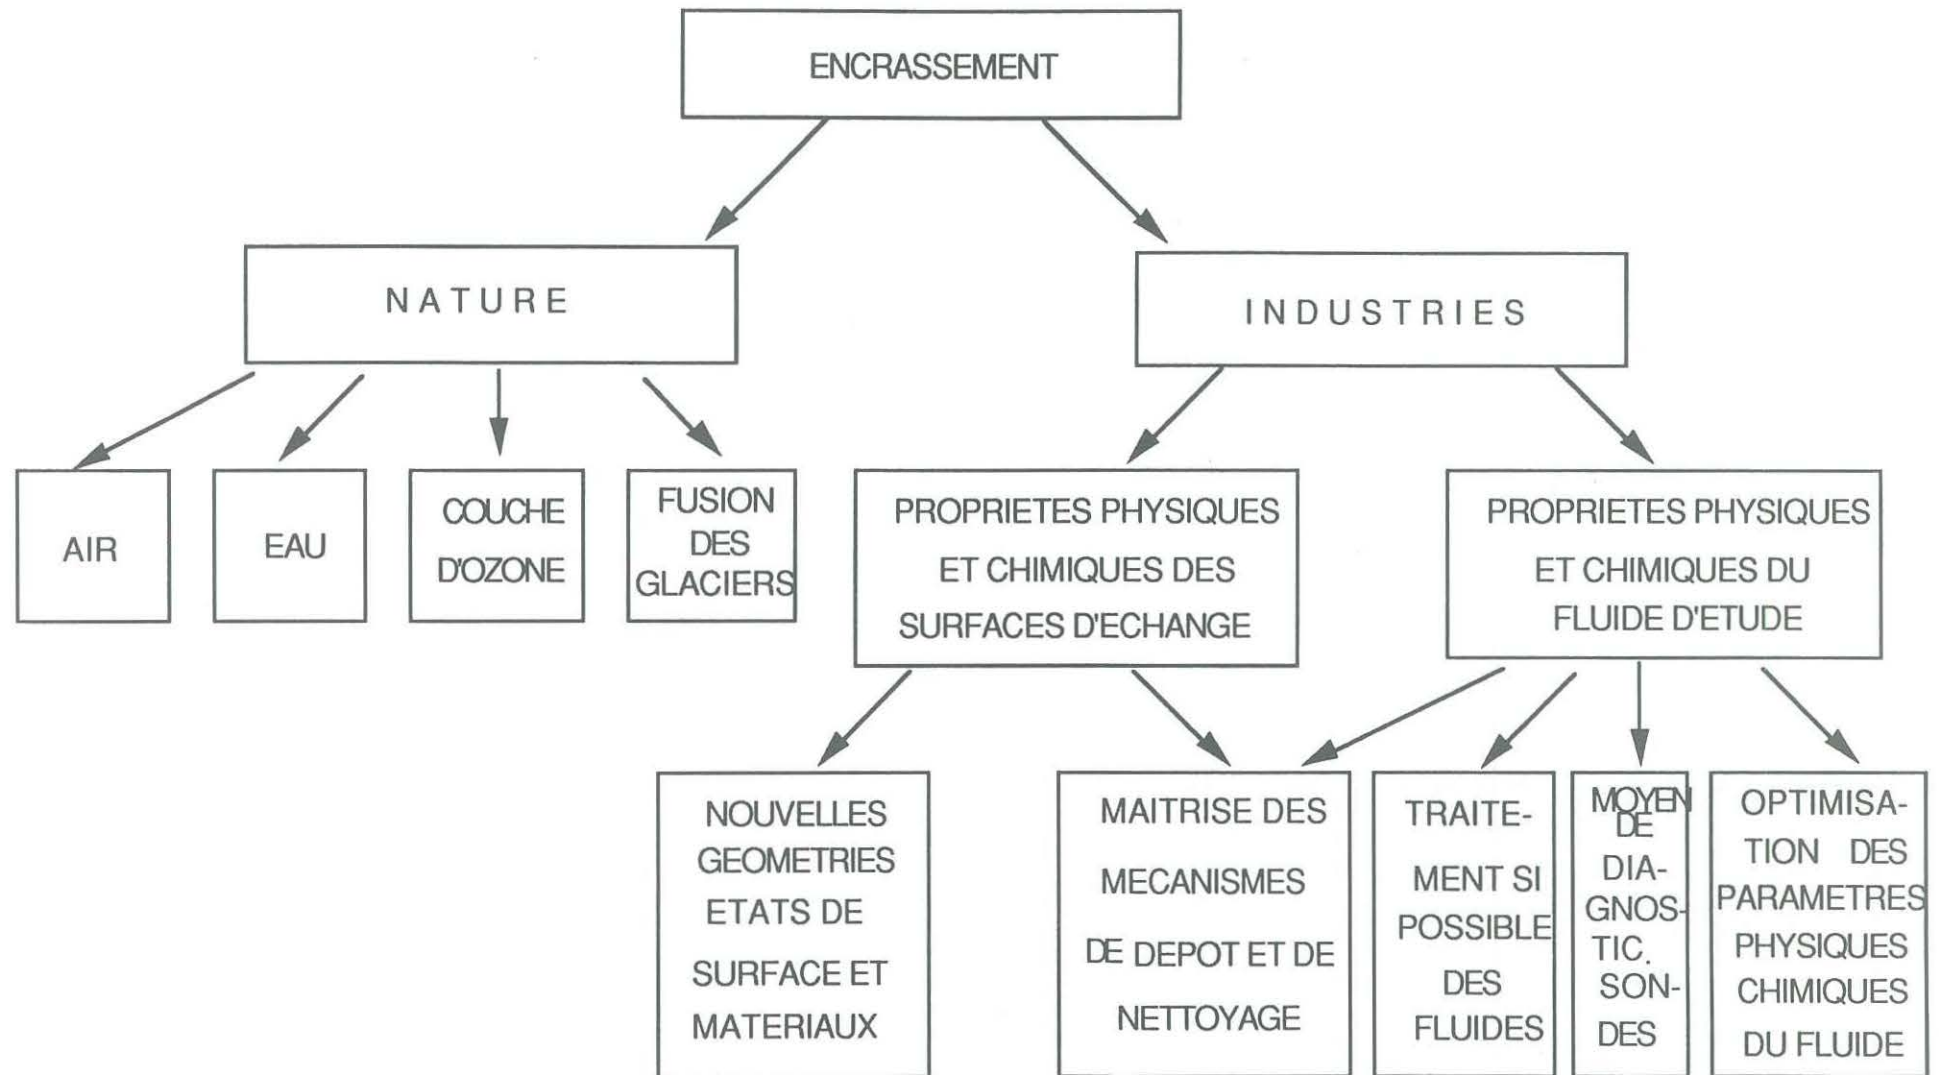 ENCRASSEMENT
NATURE
INDUSTRIES
AIR
EAU
COUCHE
D'OZONE
FUSION
DES
GLACIERS
PROPRIETES PHYSIQUES
ET CHIMIQUES DES
SURFACES D'ECHANGE
PROPRIETES PHYSIQUES
ET CHIMIQUES DU
FLUIDE D'ETUDE
NOUVELLES
GEOMETRIES
ETATS DE
SURFACE ET
MATERIAUX
MAITRISE DES
MECANISMES
DE DEPOT ET DE
NETTOYAGE
TRAITE-
MENT SI
POSSIBLE
DES
FLUIDES
MOYEN
DE
DIA-
GNOS-
TIC.
SON-
DES
OPTIMISA-
TION DES
PARAMETRES
PHYSIQUES
CHIMIQUES
DU FLUIDE